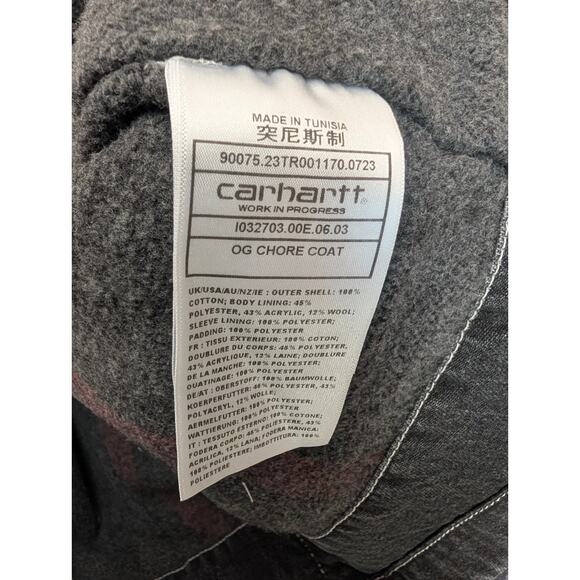 MADE IN TUNISIA
突尼斯制
90075.23TR001170.0723
carhartt
WORK IN PROGRESS
I032703.00E.06.03
OG CHORE COAT
UK/USA/AU/NZ/IE : OUTER SHELL: 100%
COTTON; BODY LINING: 45%
POLYESTER, 43% ACRYLIC, 12% WOOL;
SLEEVE LINING: 100% POLYESTER;
PADDING: 100% POLYESTER
FR : TISSU EXTERIEUR: 100% COTON;
DOUBLURE DU CORPS: 45% POLYESTER,
43% ACRYLIQUE, 12% LAINE; DOUBLURE
DE LA MANCHE: 100% POLYESTER;
OUATINAGE: 100% POLYESTER
DE/AT : OBERSTOFF: 100% BAUMWOLLE;
KOERPERFUTTER: 45% POLYESTER, 43%
POLYACRYL, 12% WOLLE;
AERMELFUTTER: 100% POLYESTER;
WATTIERUNG: 100% POLYESTER
IT : TESSUTO ESTERNO: 100% COTONE;
FODERA CORPO: 45% POLIESTERE, 43%
ACRILICA, 12% LANA; FODERA MANICA:
100% POLIESTERE; IMBOTTITURA: 100%
POLIESTERE